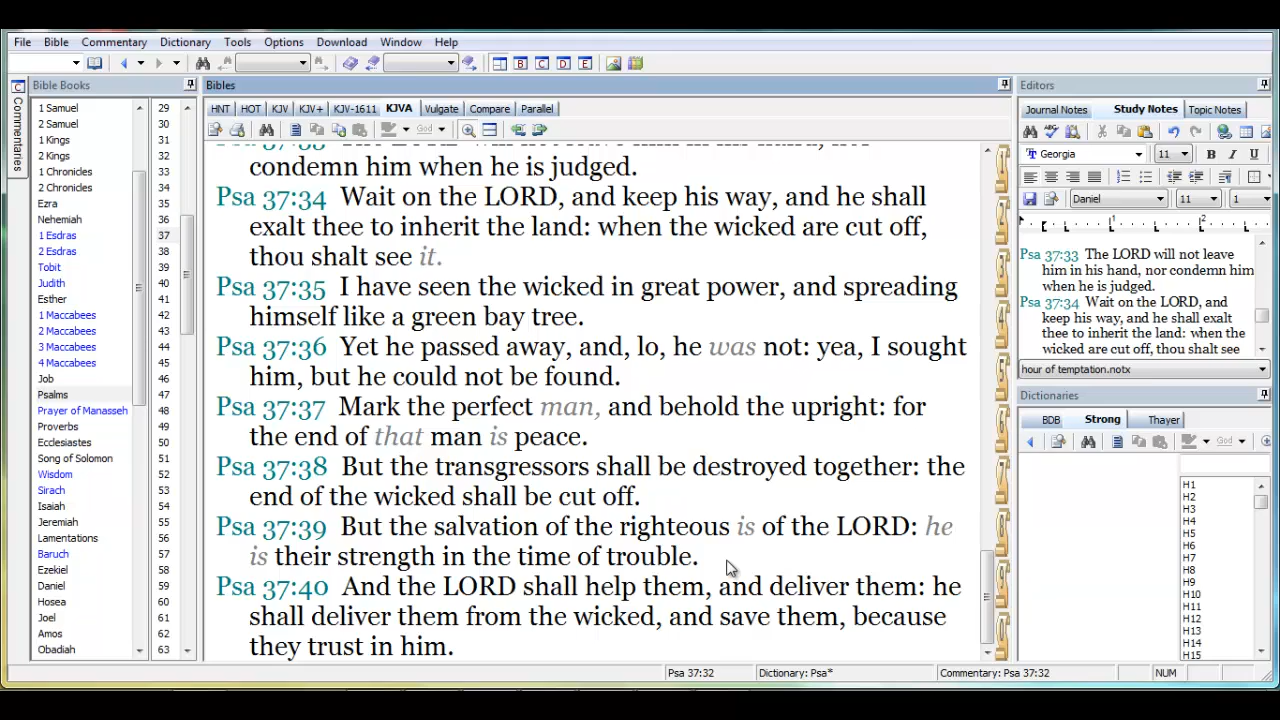 File Bible Commentary Dictionary Tools Options Download Window Help
Bible Books
Bibles
Editors
Commentaries
1 Samuel
2 Samuel
1 Kings
2 Kings
1 Chronicles
2 Chronicles
Ezra
Nehemiah
1 Esdras
2 Esdras
Tobit
Judith
Esther
1 Maccabees
2 Maccabees
3 Maccabees
4 Maccabees
Job
Psalms
Prayer of Manasseh
Proverbs
Ecclesiastes
Song of Solomon
Wisdom
Sirach
Isaiah
Jeremiah
Lamentations
Baruch
Ezekiel
Daniel
Hosea
Joel
Amos
Obadiah
29
30
31
32
33
34
35
36
37
38
39
40
41
42
43
44
45
46
47
48
49
50
51
52
53
54
55
56
57
58
59
60
61
62
63
HNT HOT KJV KJV+ KJV-1611 KJVA Vulgate Compare Parallel
God
condemn him when he is judged.
Psa 37:34 Wait on the LORD, and keep his way, and he shall
exalt thee to inherit the land: when the wicked are cut off,
thou shalt see it.
Psa 37:35 I have seen the wicked in great power, and spreading
himself like a green bay tree.
Psa 37:36 Yet he passed away, and, lo, he was not: yea, I sought
him, but he could not be found.
Psa 37:37 Mark the perfect man, and behold the upright: for
the end of that man is peace.
Psa 37:38 But the transgressors shall be destroyed together: the
end of the wicked shall be cut off.
Psa 37:39 But the salvation of the righteous is of the LORD: he
is their strength in the time of trouble.
Psa 37:40 And the LORD shall help them, and deliver them: he
shall deliver them from the wicked, and save them, because
they trust in him.
Journal Notes Study Notes Topic Notes
Georgia 11 B I U
Daniel 11 1
1 2
Psa 37:33 The LORD will not leave
him in his hand, nor condemn him
when he is judged.
Psa 37:34 Wait on the LORD, and
keep his way, and he shall exalt
thee to inherit the land: when the
wicked are cut off, thou shalt see
hour of temptation.notx
Dictionaries
BDB Strong Thayer
God
H1
H2
H3
H4
H5
H6
H7
H8
H9
H10
H11
H12
H13
H14
H15
Psa 37:32 Dictionary: Psa* Commentary: Psa 37:32 NUM